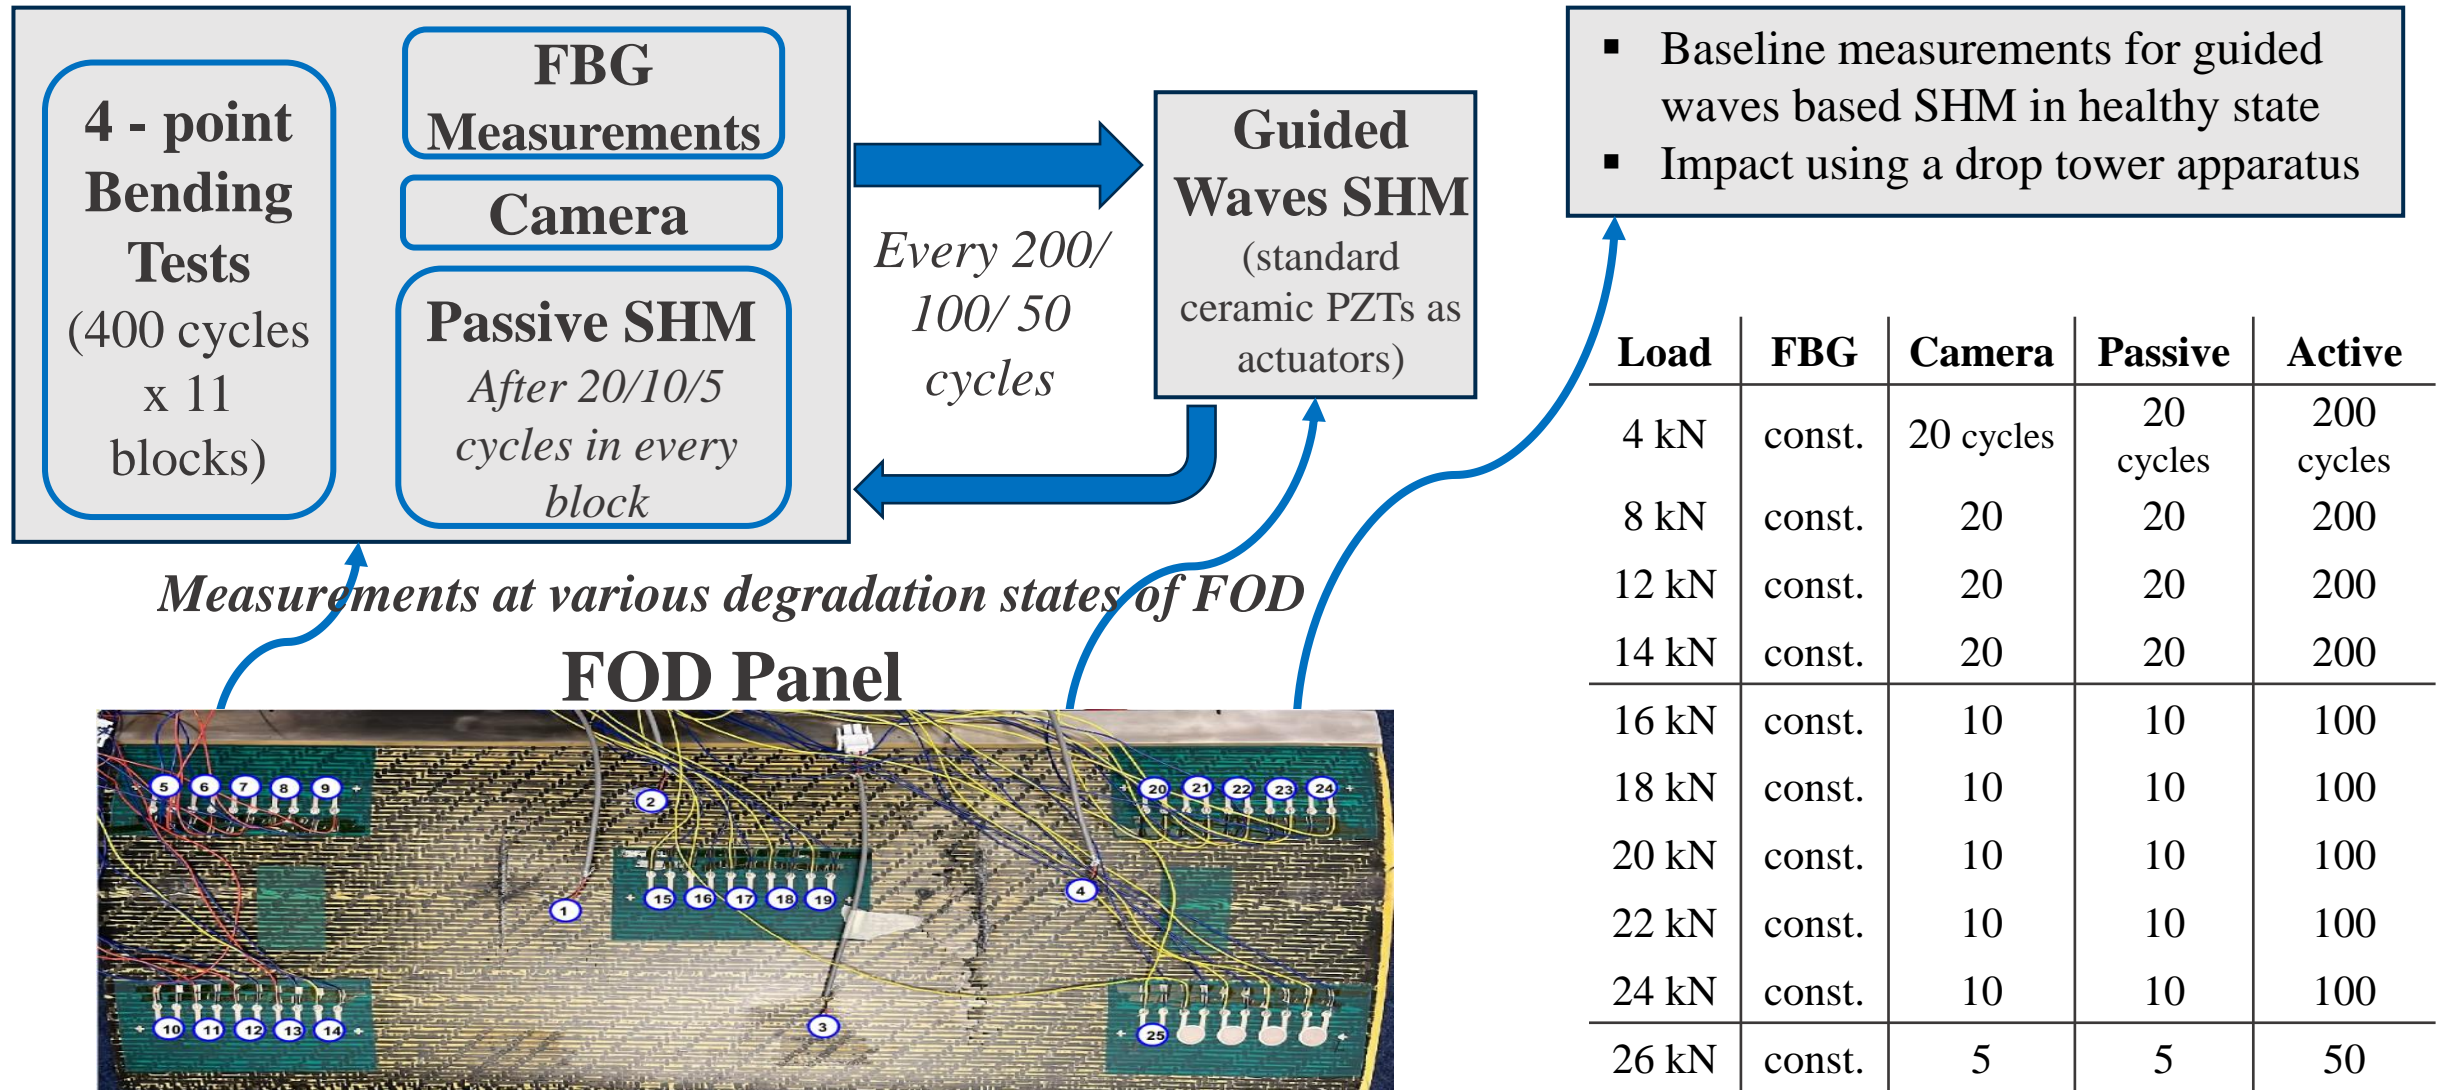 4 - point
Bending
Tests
(400 cycles
x 11
blocks)
FBG
Measurements
Camera
Passive SHM
After 20/10/5
cycles in every
block
Every 200/
100/ 50
cycles
Guided
Waves SHM
(standard
ceramic PZTs as
actuators)
▪ Baseline measurements for guided
waves based SHM in healthy state
▪ Impact using a drop tower apparatus
Measurements at various degradation states of FOD
FOD Panel
5 6 7 8 9
2
20 21 22 23 24
1
15 16 17 18 19
4
10 11 12 13 14
3
25
Load FBG Camera Passive Active
4 kN const. 20 cycles 20 cycles 200 cycles
8 kN const. 20 20 200
12 kN const. 20 20 200
14 kN const. 20 20 200
16 kN const. 10 10 100
18 kN const. 10 10 100
20 kN const. 10 10 100
22 kN const. 10 10 100
24 kN const. 10 10 100
26 kN const. 5 5 50